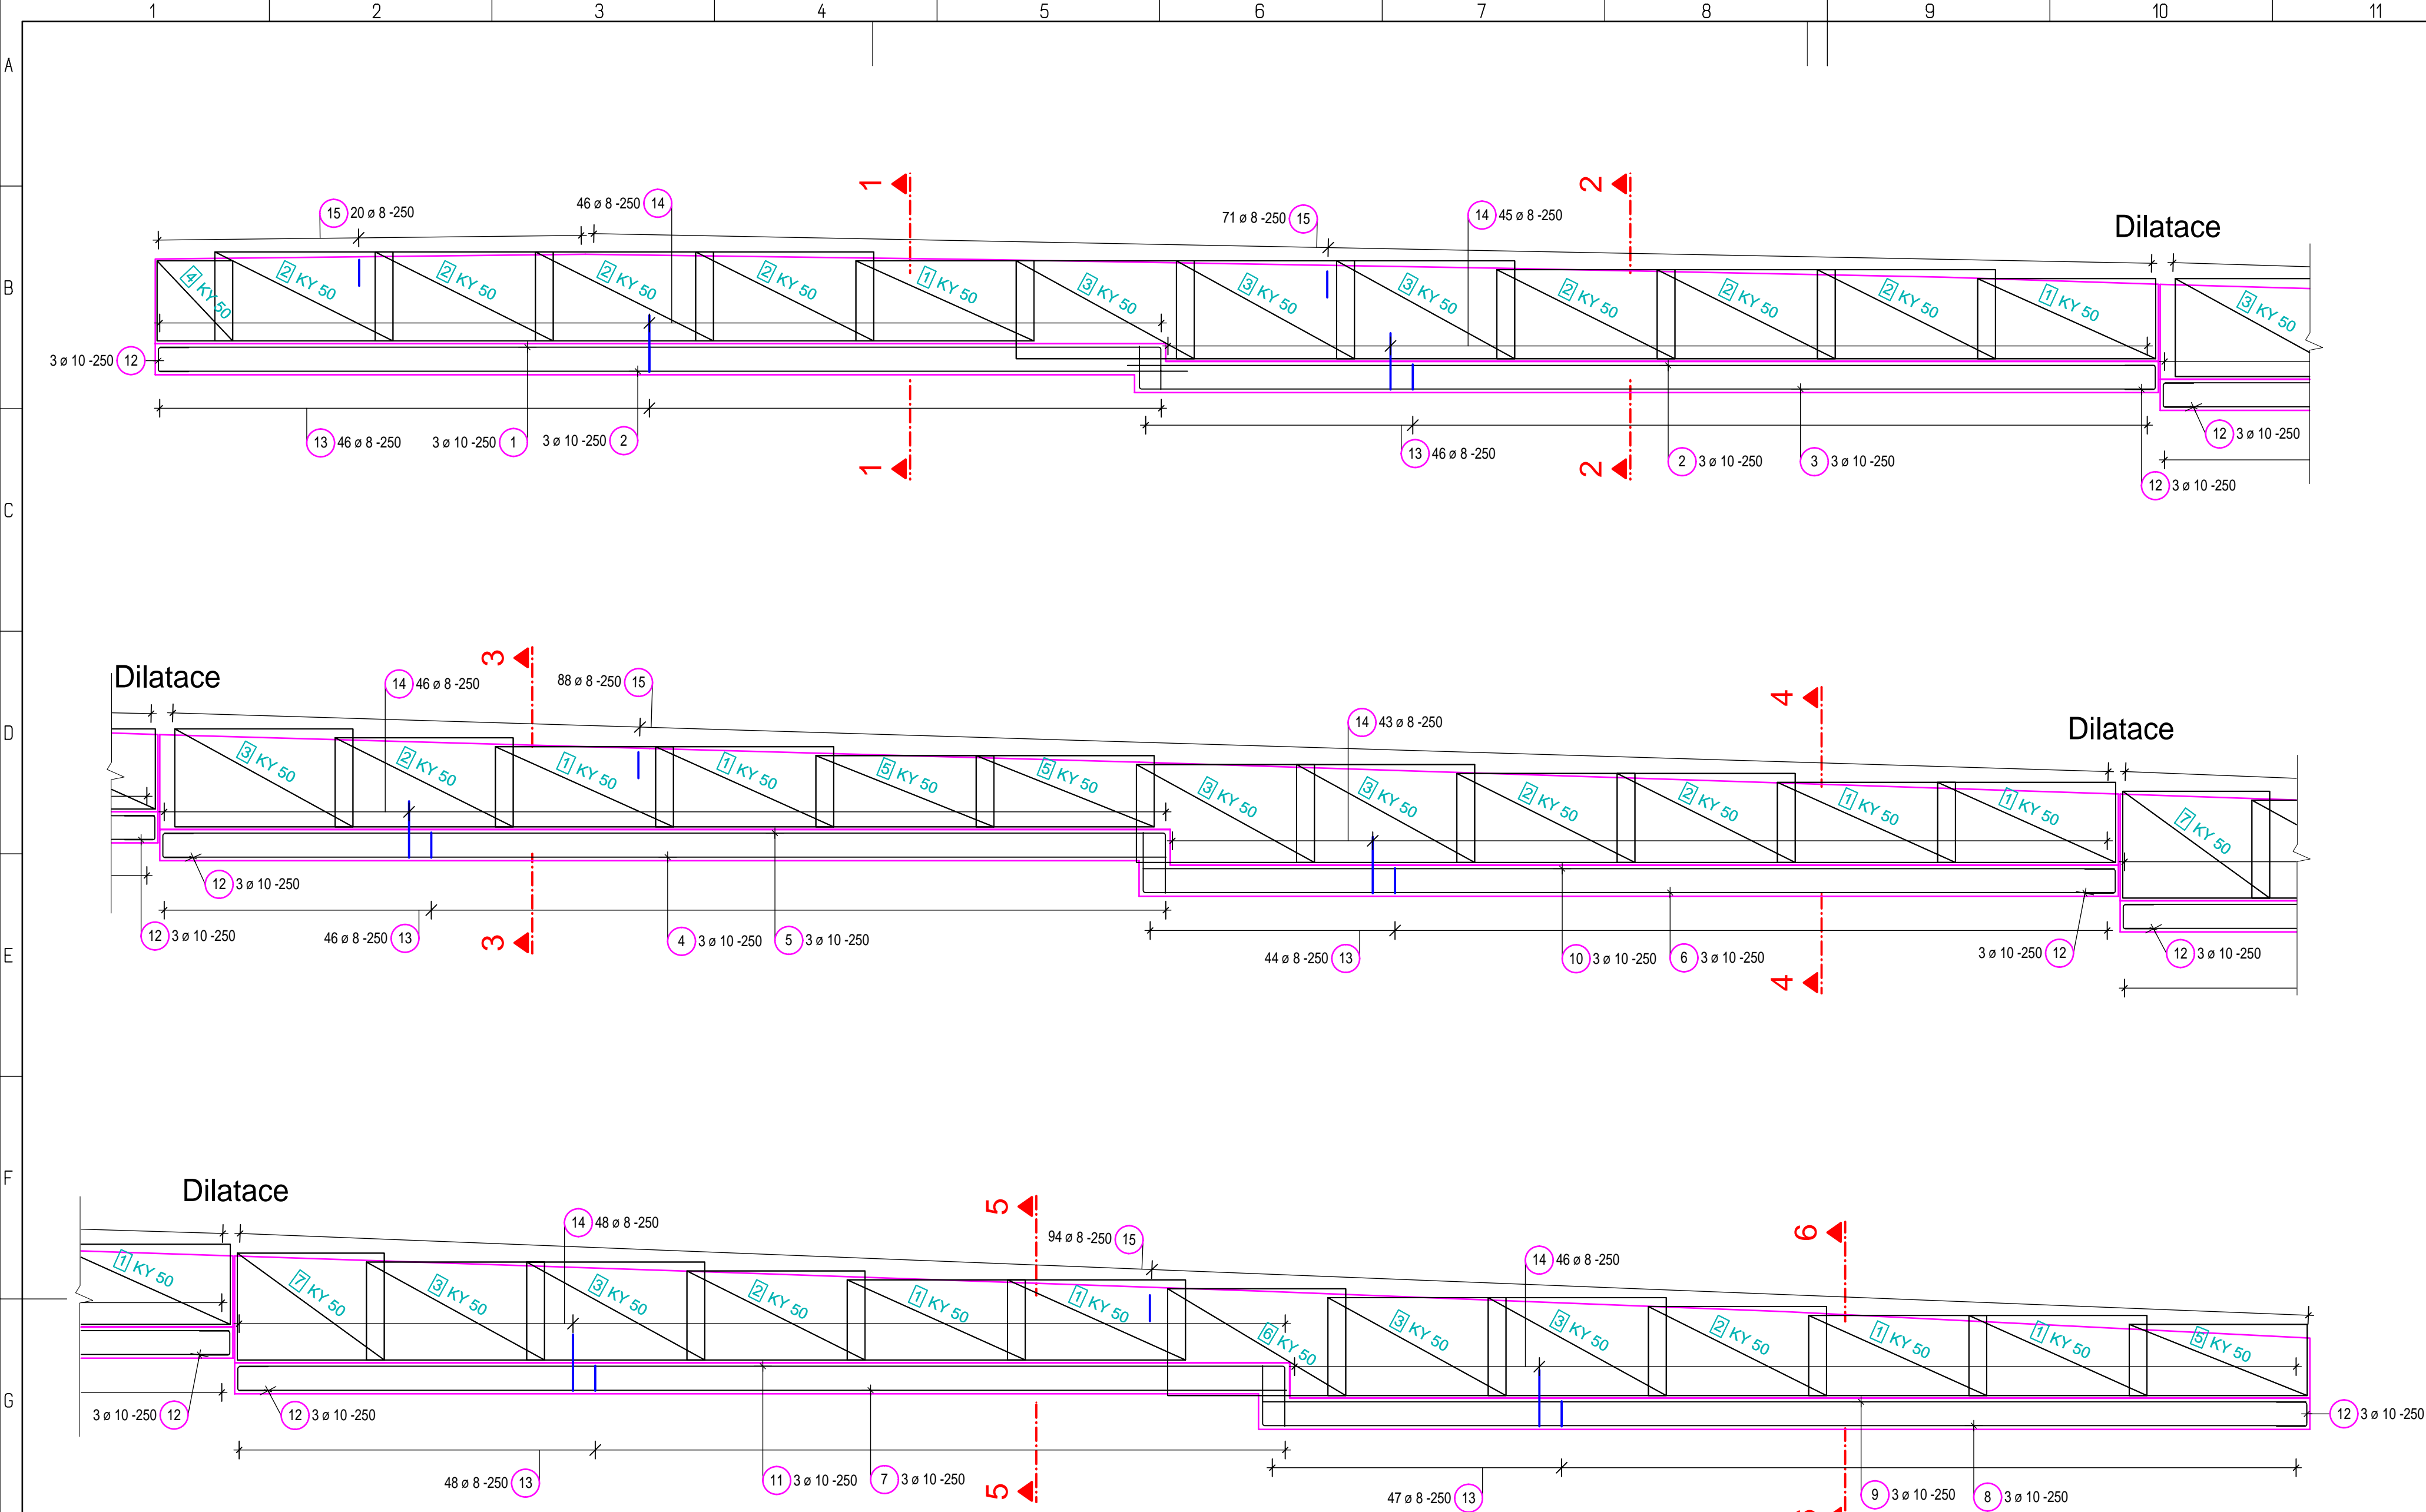 1 2 3 4 5 6 7 8 9 10 11
A
B
C
D
E
F
G
1 2
15 20 ø 8 -250 46 ø 8 -250 14 71 ø 8 -250 15 14 45 ø 8 -250
Dilatace
4 KY 50 2 KY 50 2 KY 50 2 KY 50 2 KY 50 1 KY 50 3 KY 50 3 KY 50 3 KY 50 2 KY 50 2 KY 50 2 KY 50 1 KY 50 3 KY 50
3 ø 10 -250 12
13 46 ø 8 -250 3 ø 10 -250 1 3 ø 10 -250 2 13 46 ø 8 -250 2 3 ø 10 -250 3 3 ø 10 -250 12 3 ø 10 -250
12 3 ø 10 -250
1 2
3 4
Dilatace
14 46 ø 8 -250 88 ø 8 -250 15 14 43 ø 8 -250
Dilatace
3 KY 50 2 KY 50 1 KY 50 1 KY 50 5 KY 50 5 KY 50 3 KY 50 3 KY 50 2 KY 50 2 KY 50 1 KY 50 1 KY 50 7 KY 50
12 3 ø 10 -250
12 3 ø 10 -250 46 ø 8 -250 13 4 3 ø 10 -250 5 3 ø 10 -250 44 ø 8 -250 13 10 3 ø 10 -250 6 3 ø 10 -250 3 ø 10 -250 12 12 3 ø 10 -250
3 4
Dilatace
5 6
14 48 ø 8 -250 94 ø 8 -250 15 14 46 ø 8 -250
1 KY 50 7 KY 50 3 KY 50 3 KY 50 2 KY 50 1 KY 50 1 KY 50 6 KY 50 3 KY 50 3 KY 50 2 KY 50 1 KY 50 1 KY 50 5 KY 50
3 ø 10 -250 12 12 3 ø 10 -250 12 3 ø 10 -250
48 ø 8 -250 13 11 3 ø 10 -250 7 3 ø 10 -250 47 ø 8 -250 13 9 3 ø 10 -250 8 3 ø 10 -250
5